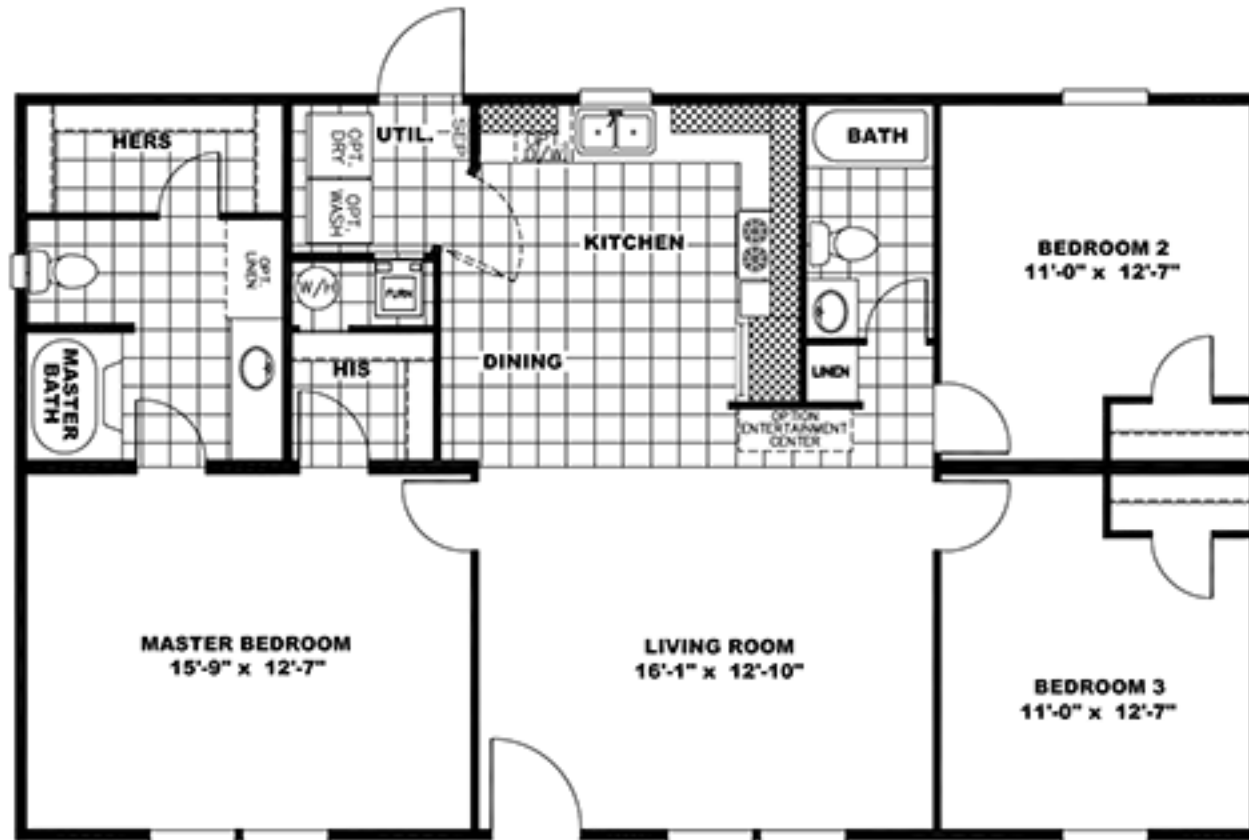 HERS
OPT.
DRY
OPT.
WASH
UTIL.
D/W
KITCHEN
BATH
BEDROOM 2
11'-0" x 12'-7"
OPT.
LINEN
W/H
FURN
MASTER
BATH
HIS
DINING
LINEN
OPTION
ENTERTAINMENT
CENTER
MASTER BEDROOM
15'-9" x 12'-7"
LIVING ROOM
16'-1" x 12'-10"
BEDROOM 3
11'-0" x 12'-7"